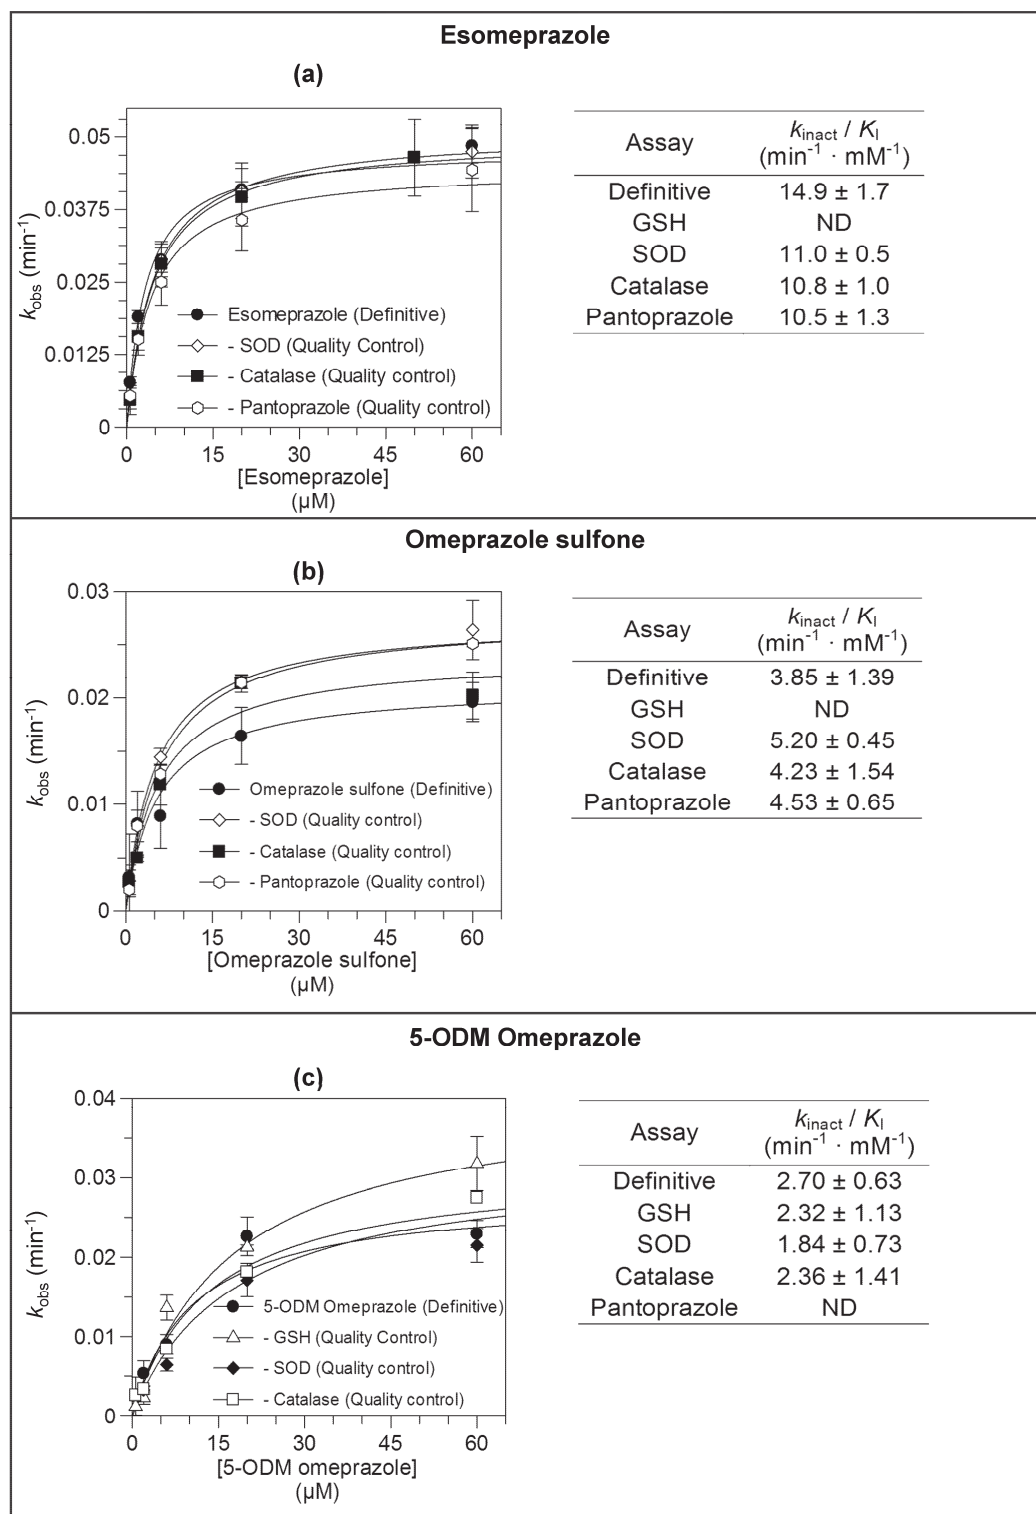 Esomeprazole
(a)
0.05
0.0375
0.025
0.0125
0
k_obs (min⁻¹)
Esomeprazole (Definitive)
- SOD (Quality Control)
- Catalase (Quality control)
- Pantoprazole (Quality control)
0 15 30 45 60
[Esomeprazole]
(µM)
Assay k_inact / K_I (min⁻¹ · mM⁻¹)
Definitive 14.9 ± 1.7
GSH ND
SOD 11.0 ± 0.5
Catalase 10.8 ± 1.0
Pantoprazole 10.5 ± 1.3
Omeprazole sulfone
(b)
0.03
0.02
0.01
0
k_obs (min⁻¹)
Omeprazole sulfone (Definitive)
- SOD (Quality control)
- Catalase (Quality control)
- Pantoprazole (Quality control)
0 15 30 45 60
[Omeprazole sulfone]
(µM)
Assay k_inact / K_I (min⁻¹ · mM⁻¹)
Definitive 3.85 ± 1.39
GSH ND
SOD 5.20 ± 0.45
Catalase 4.23 ± 1.54
Pantoprazole 4.53 ± 0.65
5-ODM Omeprazole
(c)
0.04
0.03
0.02
0.01
0
k_obs (min⁻¹)
5-ODM Omeprazole (Definitive)
- GSH (Quality Control)
- SOD (Quality control)
- Catalase (Quality control)
0 15 30 45 60
[5-ODM omeprazole]
(µM)
Assay k_inact / K_I (min⁻¹ · mM⁻¹)
Definitive 2.70 ± 0.63
GSH 2.32 ± 1.13
SOD 1.84 ± 0.73
Catalase 2.36 ± 1.41
Pantoprazole ND